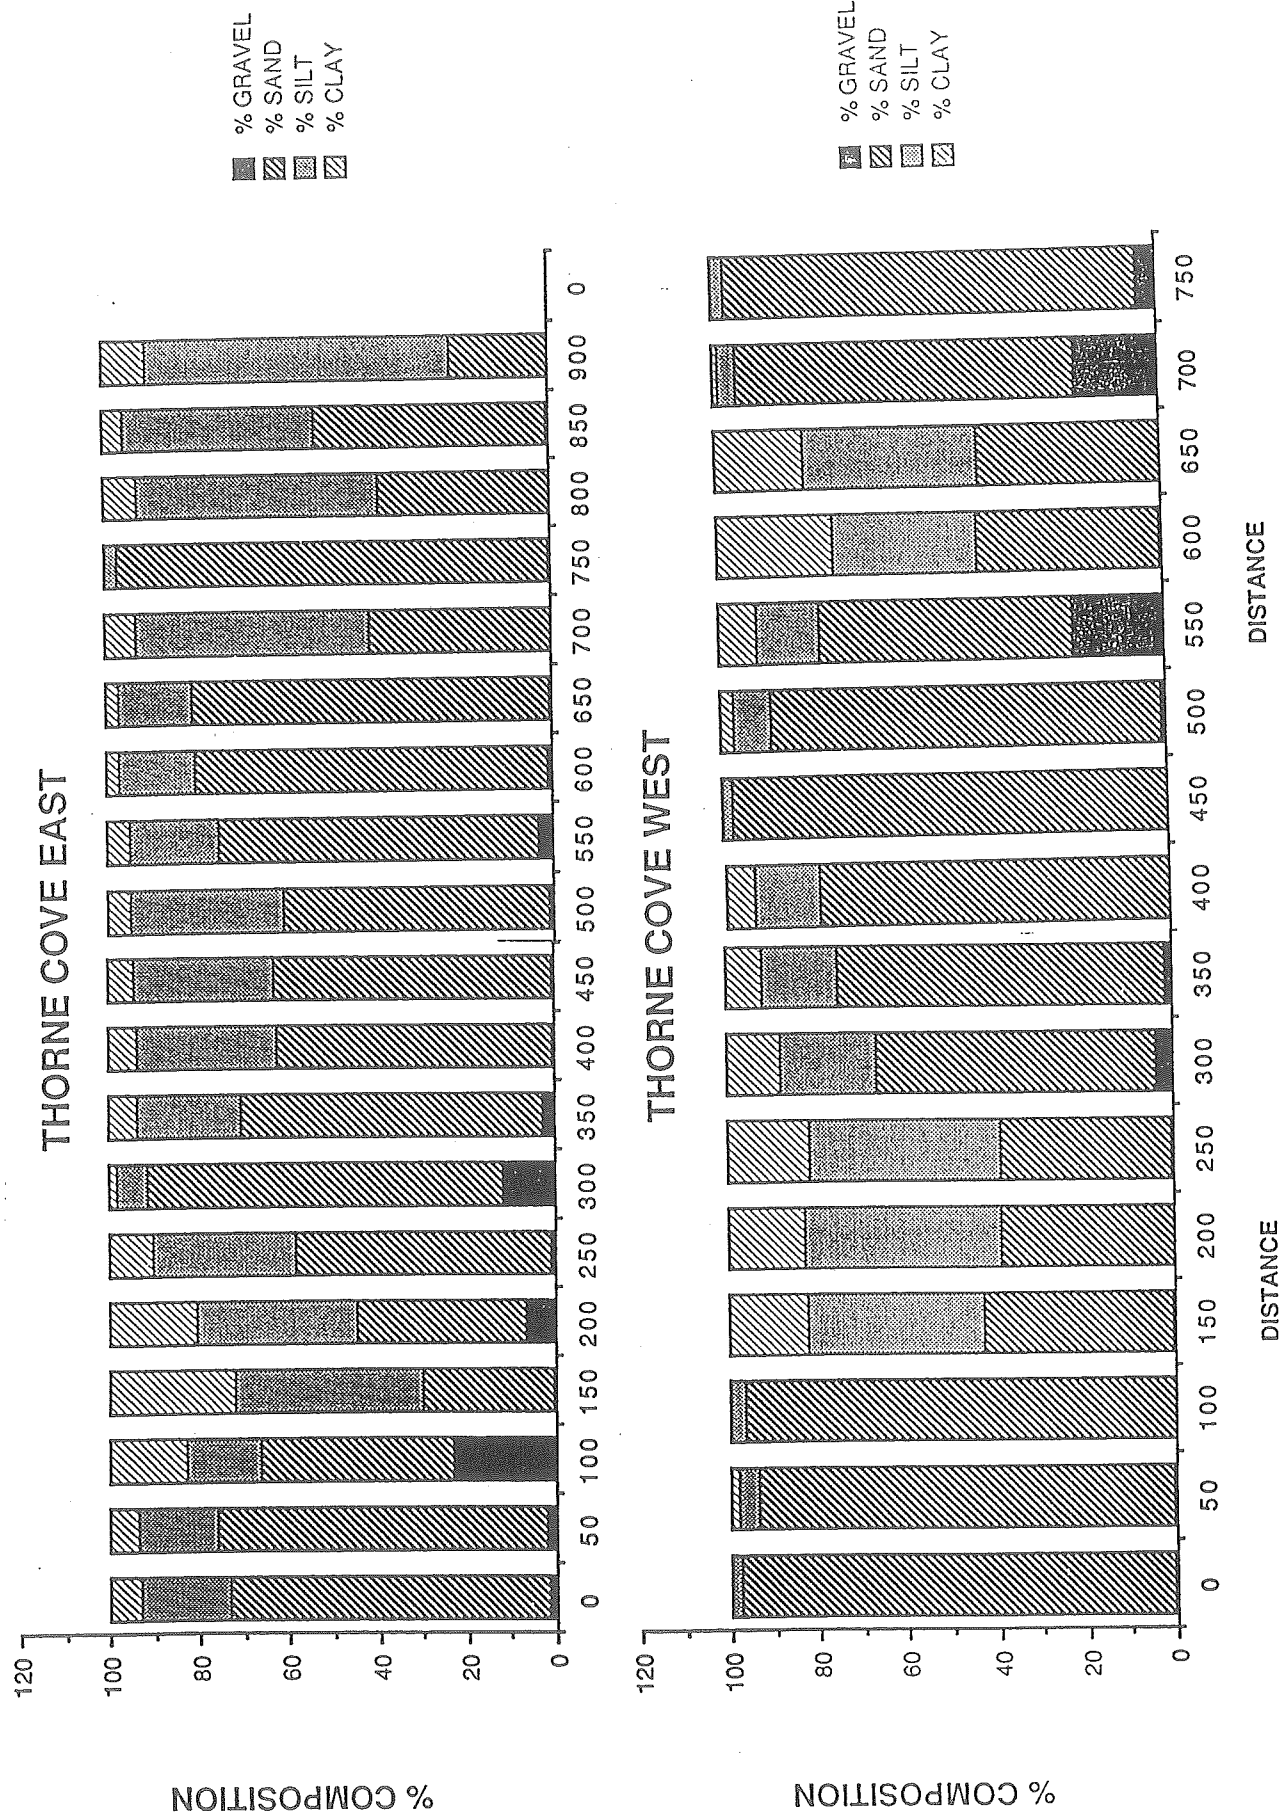 THORNE COVE EAST
% COMPOSITION
120
100
80
60
40
20
0
0 50 100 150 200 250 300 350 400 450 500 550 600 650 700 750 800 850 900 0
% GRAVEL
% SAND
% SILT
% CLAY
DISTANCE
THORNE COVE WEST
% COMPOSITION
120
100
80
60
40
20
0
0 50 100 150 200 250 300 350 400 450 500 550 600 650 700 750
% GRAVEL
% SAND
% SILT
% CLAY
DISTANCE